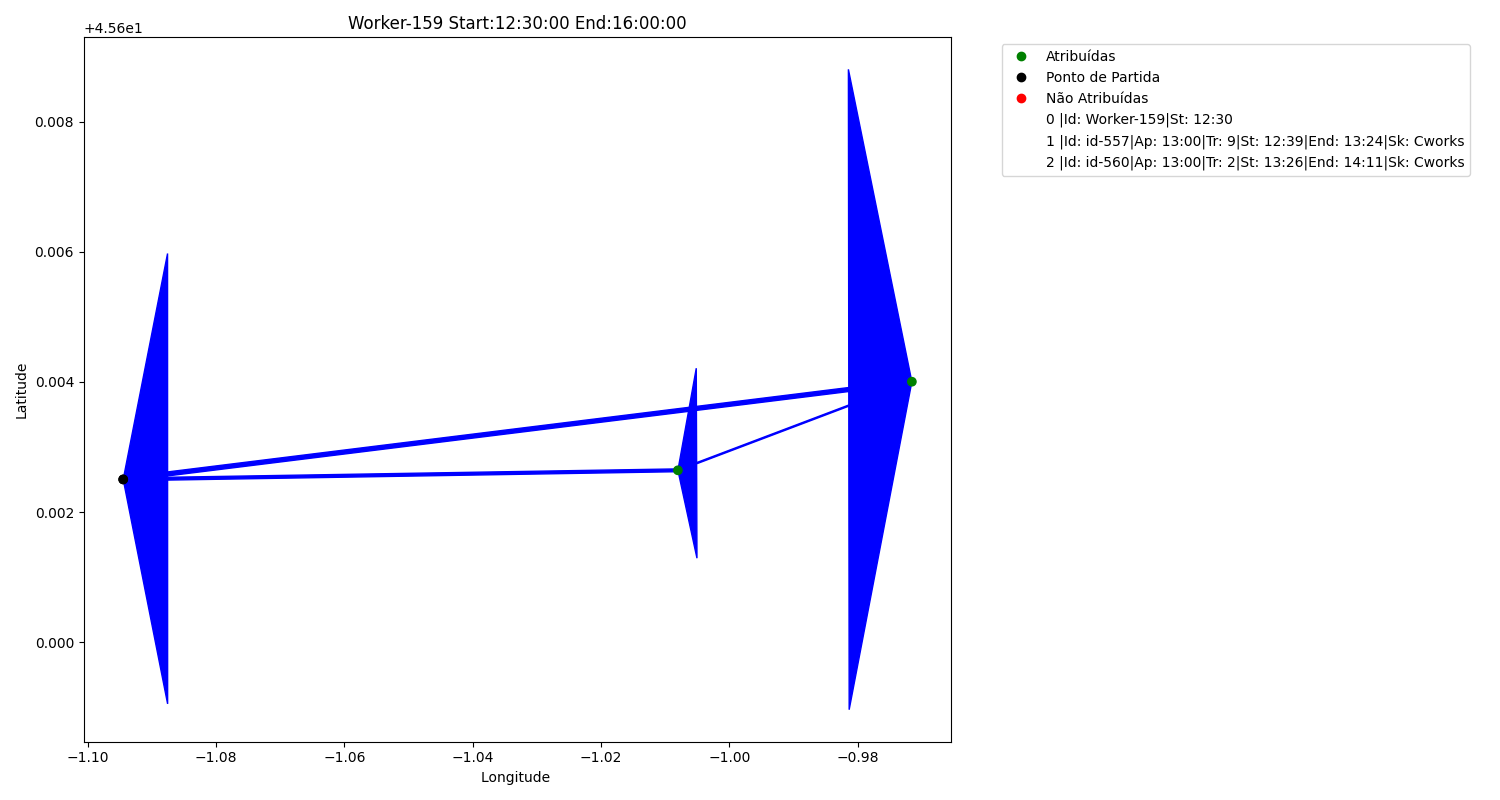 Worker-159 Start:12:30:00 End:16:00:00
+4.56e1
0.008
0.006
0.004
0.002
0.000
Latitude
−1.10
−1.08
−1.06
−1.04
−1.02
−1.00
−0.98
Longitude
Atribuídas
Ponto de Partida
Não Atribuídas
0 |Id: Worker-159|St: 12:30
1 |Id: id-557|Ap: 13:00|Tr: 9|St: 12:39|End: 13:24|Sk: Cworks
2 |Id: id-560|Ap: 13:00|Tr: 2|St: 13:26|End: 14:11|Sk: Cworks